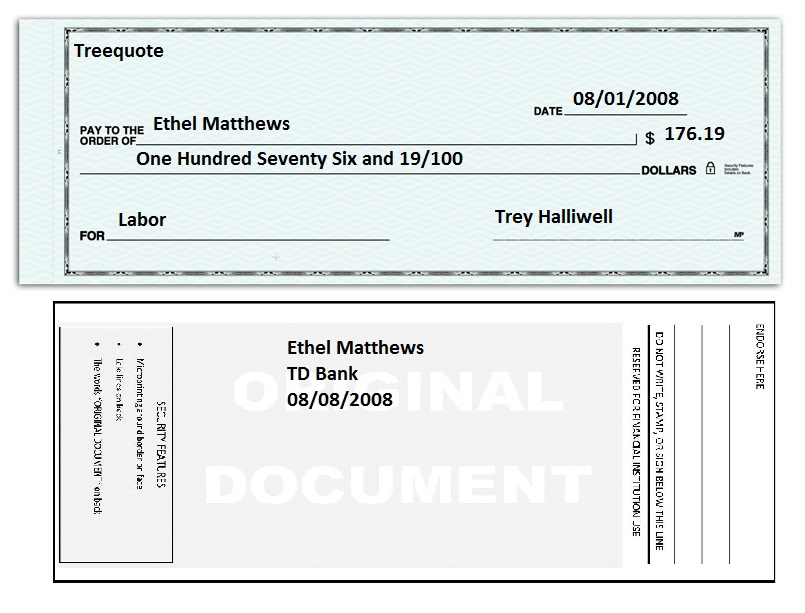 Treequote
DATE 08/01/2008
PAY TO THE
ORDER OF Ethel Matthews $ 176.19
One Hundred Seventy Six and 19/100 DOLLARS
Security Features
Included.
Details on Back.
FOR Labor Trey Halliwell
MP
Ethel Matthews
TD Bank
08/08/2008
ORIGINAL
DOCUMENT
SECURITY FEATURES
• Microprinting around border on face
• lines on back
• The words "ORIGINAL DOCUMENT" on back
ENDORSE HERE
DO NOT WRITE, STAMP, OR SIGN BELOW THIS LINE
RESERVED FOR FINANCIAL INSTITUTION USE